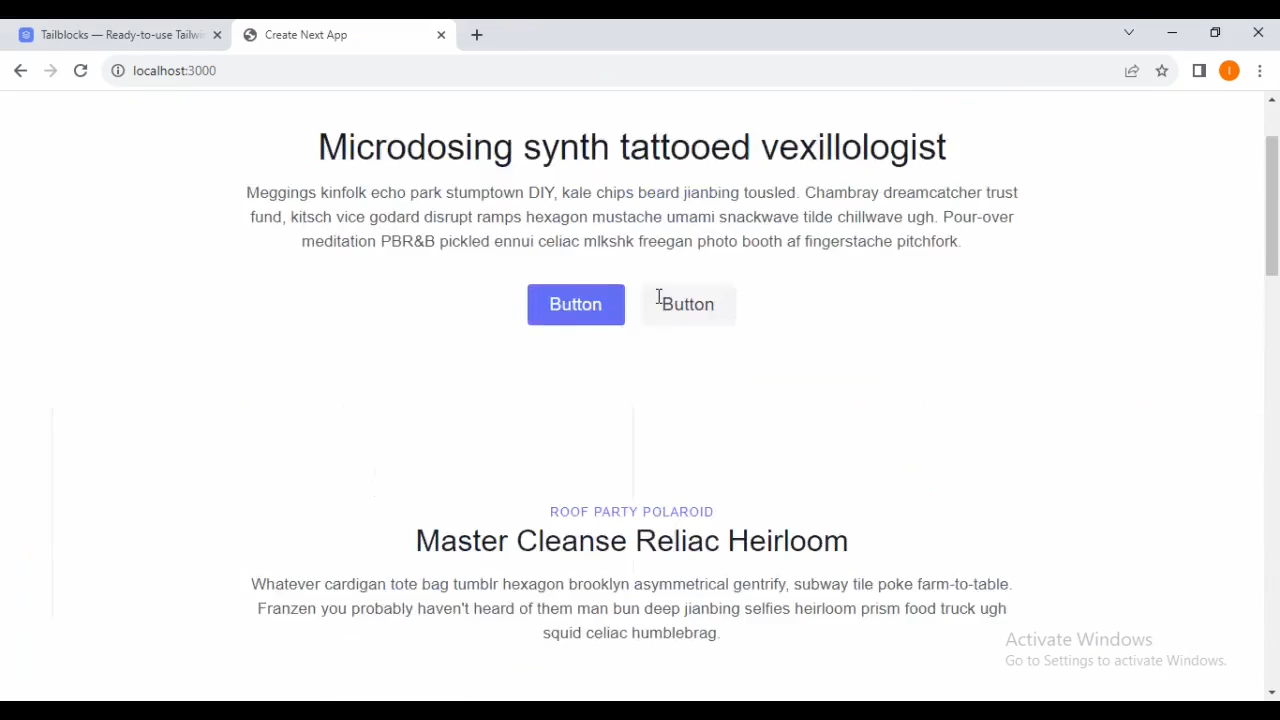 Tailblocks — Ready-to-use Tailwi
Create Next App
localhost:3000
I
Microdosing synth tattooed vexillologist
Meggings kinfolk echo park stumptown DIY, kale chips beard jianbing tousled. Chambray dreamcatcher trust
fund, kitsch vice godard disrupt ramps hexagon mustache umami snackwave tilde chillwave ugh. Pour-over
meditation PBR&B pickled ennui celiac mlkshk freegan photo booth af fingerstache pitchfork.
Button
Button
ROOF PARTY POLAROID
Master Cleanse Reliac Heirloom
Whatever cardigan tote bag tumblr hexagon brooklyn asymmetrical gentrify, subway tile poke farm-to-table.
Franzen you probably haven't heard of them man bun deep jianbing selfies heirloom prism food truck ugh
squid celiac humblebrag.
Activate Windows
Go to Settings to activate Windows.